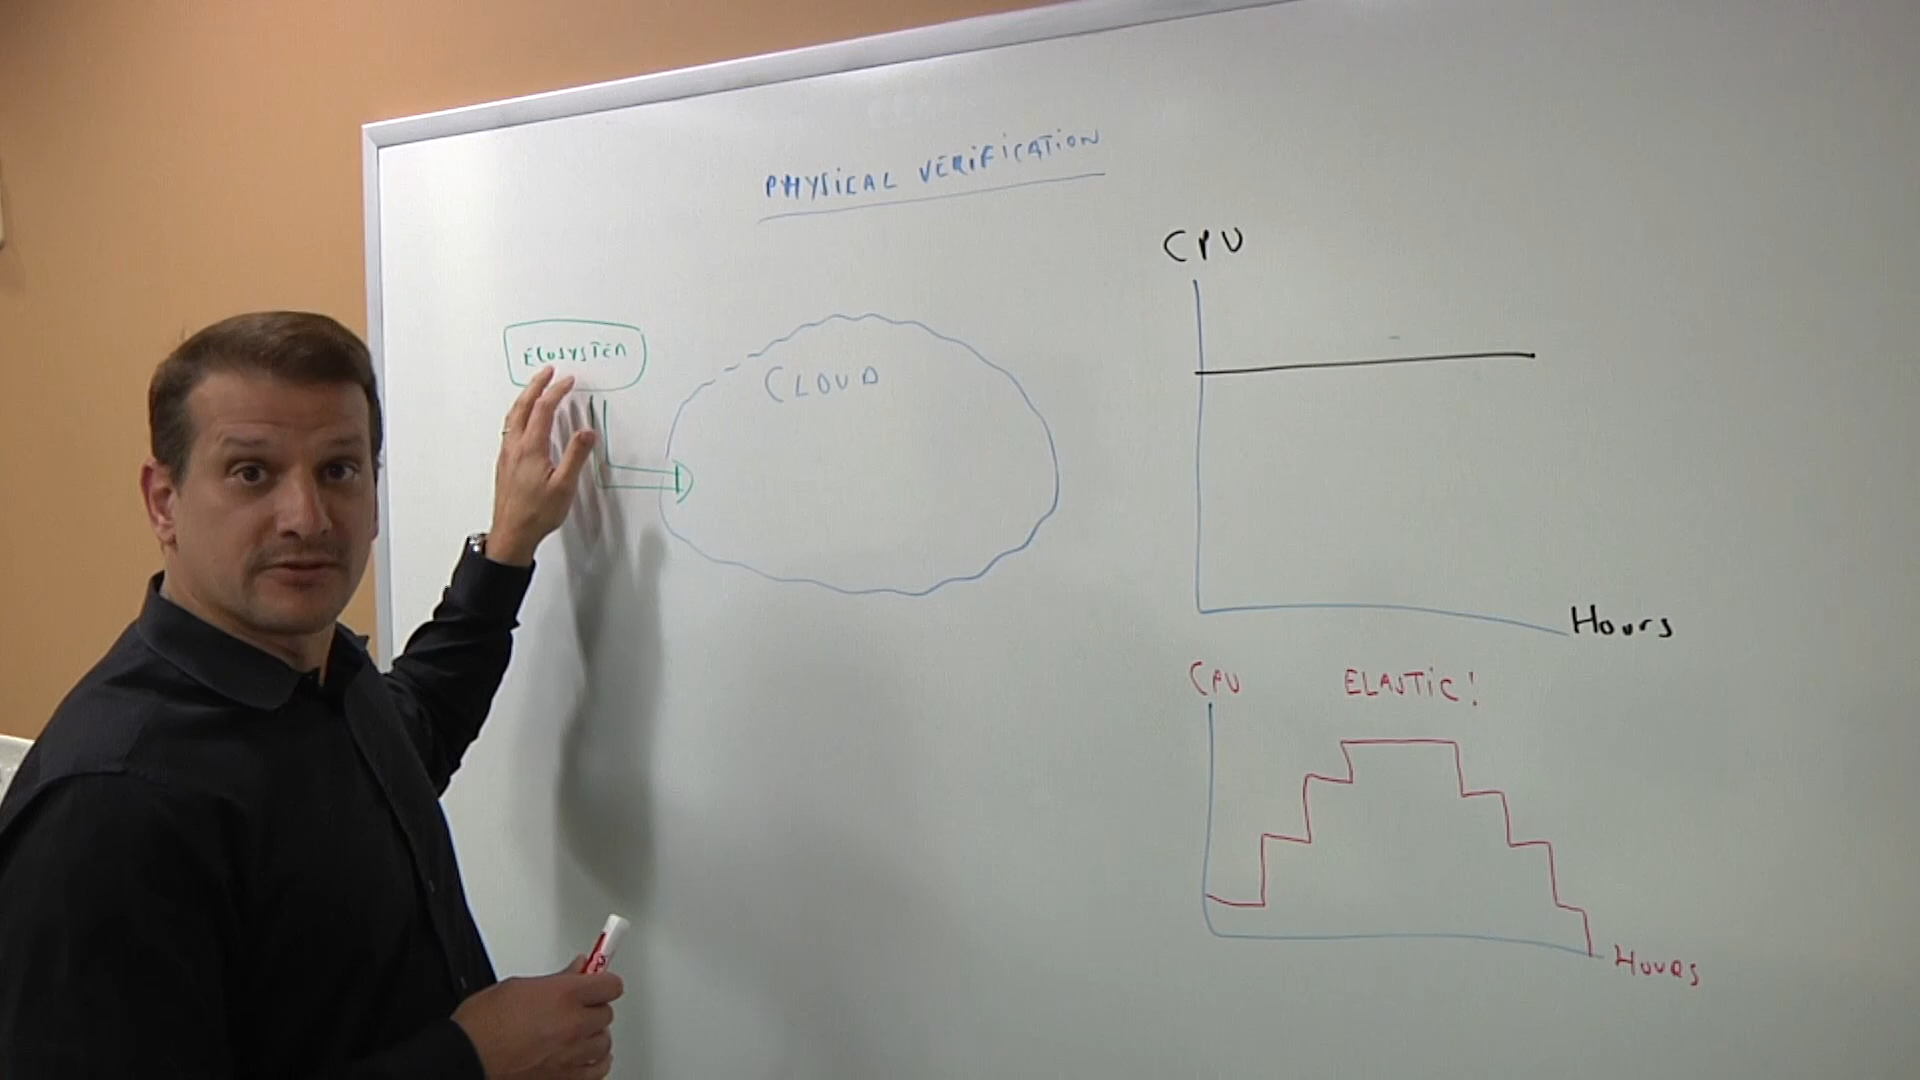 PHYSICAL VERIFICATION
ECOSYSTEM
CLOUD
CPU
Hours
CPU ELASTIC!
HOURS